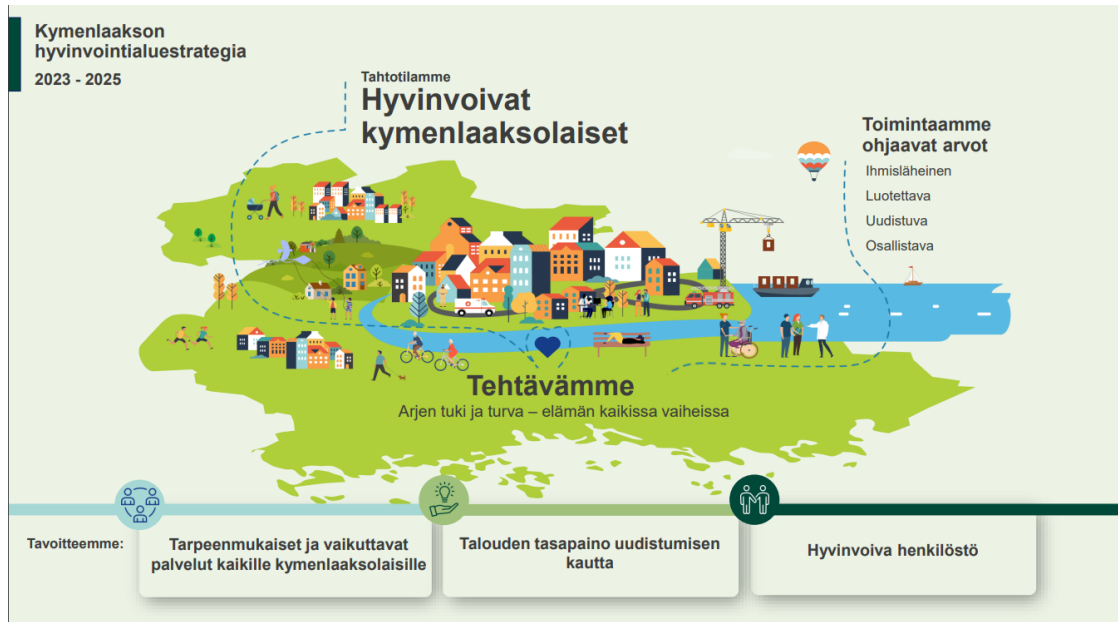 Kymenlaakson
hyvinvointialuestrategia
2023 - 2025
Tahtotilamme
Hyvinvoivat
kymenlaaksolaiset
Toimintaamme
ohjaavat arvot
Ihmisläheinen
Luotettava
Uudistuva
Osallistava
Tehtävämme
Arjen tuki ja turva – elämän kaikissa vaiheissa
Tavoitteemme:
Tarpeenmukaiset ja vaikuttavat
palvelut kaikille kymenlaaksolaisille
Talouden tasapaino uudistumisen
kautta
Hyvinvoiva henkilöstö